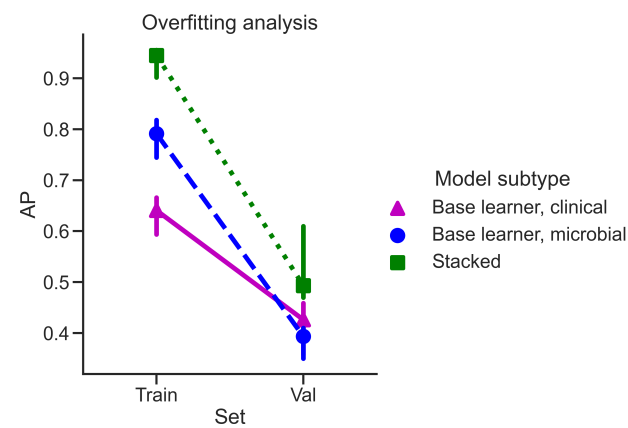 Overfitting analysis
AP
0.9
0.8
0.7
0.6
0.5
0.4
Train
Val
Set
Model subtype
Base learner, clinical
Base learner, microbial
Stacked